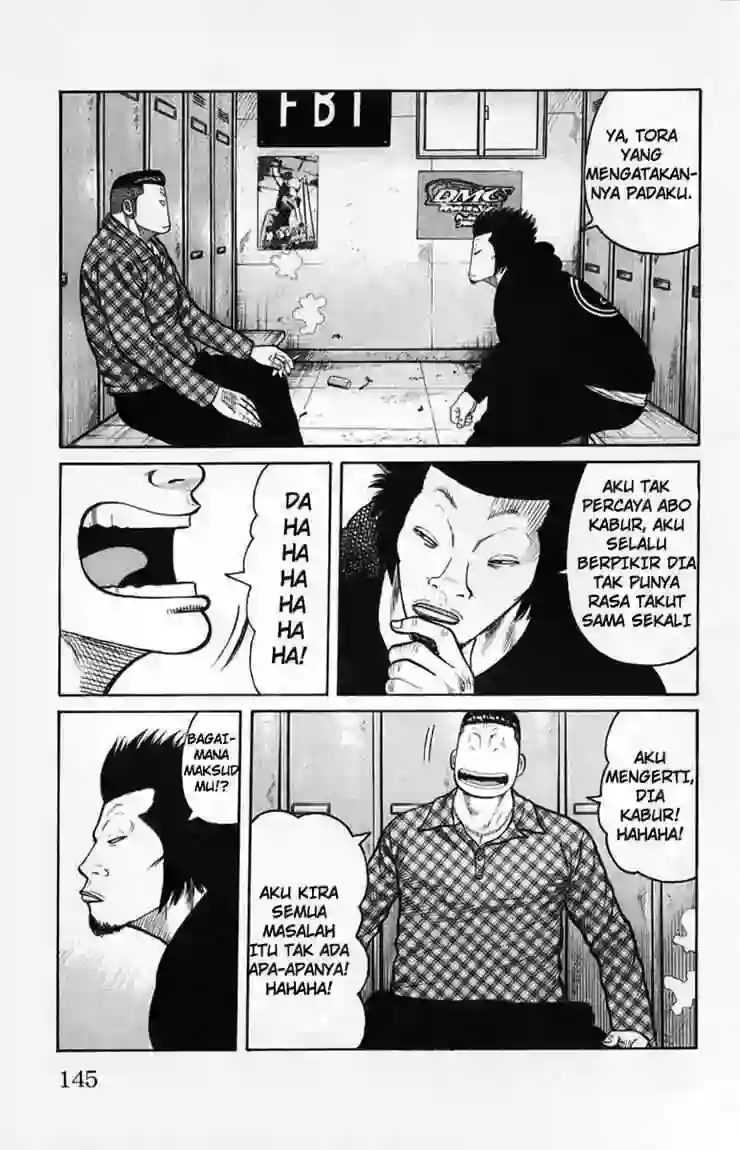 FBI
DMC
YA, TORA
YANG
MENGATAKAN-
NYA PADAKU.
AKU TAK
PERCAYA ABO
KABUR, AKU
SELALU
BERPIKIR DIA
TAK PUNYA
RASA TAKUT
SAMA SEKALI
DA
HA
HA
HA
HA
HA
HA!
AKU
MENGERTI,
DIA
KABUR!
HAHAHA!
AKU KIRA
SEMUA
MASALAH
ITU TAK ADA
APA-APANYA!
HAHAHA!
BAGAI-
MANA
MAKSUD
MU!?
145